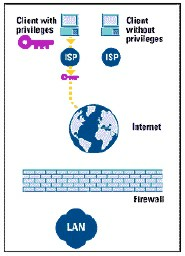 Client with
privileges
Client
without
privileges
ISP
ISP
Internet
Firewall
LAN